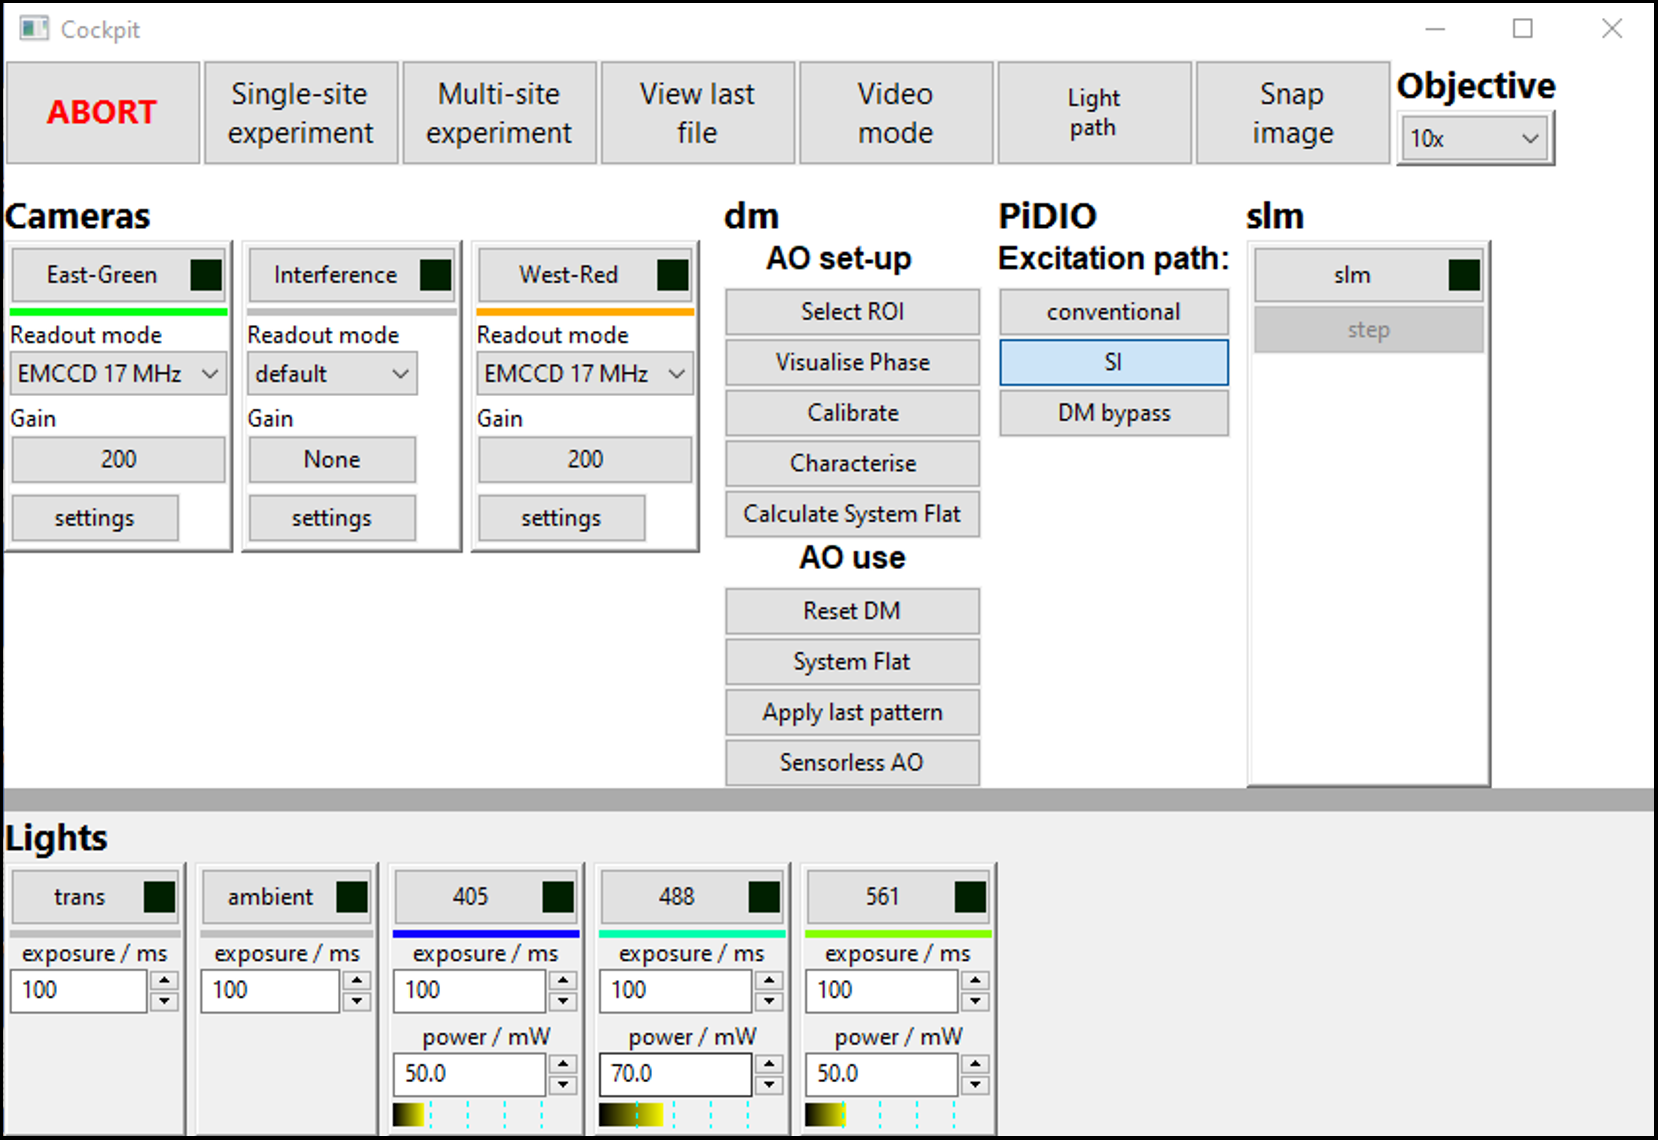 Cockpit
ABORT
Single-site
experiment
Multi-site
experiment
View last
file
Video
mode
Light
path
Snap
image
Objective
10x
Cameras
East-Green
Readout mode
EMCCD 17 MHz
Gain
200
settings
Interference
Readout mode
default
Gain
None
settings
West-Red
Readout mode
EMCCD 17 MHz
Gain
200
settings
dm
AO set-up
Select ROI
Visualise Phase
Calibrate
Characterise
Calculate System Flat
AO use
Reset DM
System Flat
Apply last pattern
Sensorless AO
PiDIO
Excitation path:
conventional
SI
DM bypass
slm
slm
step
Lights
trans
exposure / ms
100
ambient
exposure / ms
100
405
exposure / ms
100
power / mW
50.0
488
exposure / ms
100
power / mW
70.0
561
exposure / ms
100
power / mW
50.0